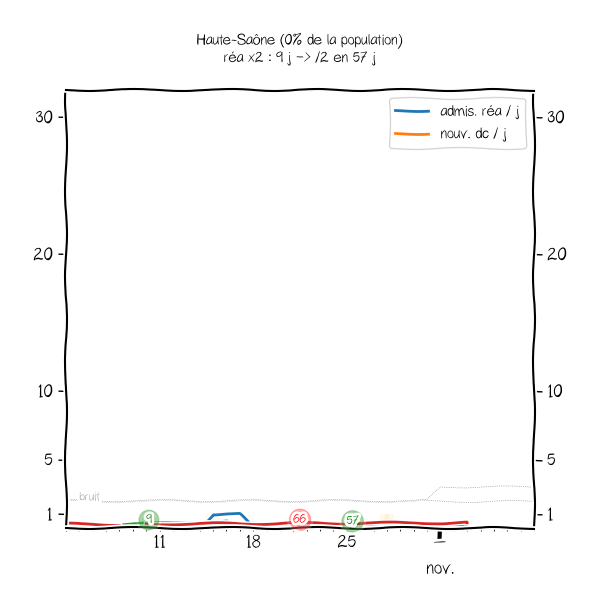 Haute-Saône (0% de la population)
réa x2 : 9 j -> /2 en 57 j
admis. réa / j
nouv. dc / j
30
30
20
20
10
10
5
5
bruit
1
1
9
66
57
11
18
25
1
nov.